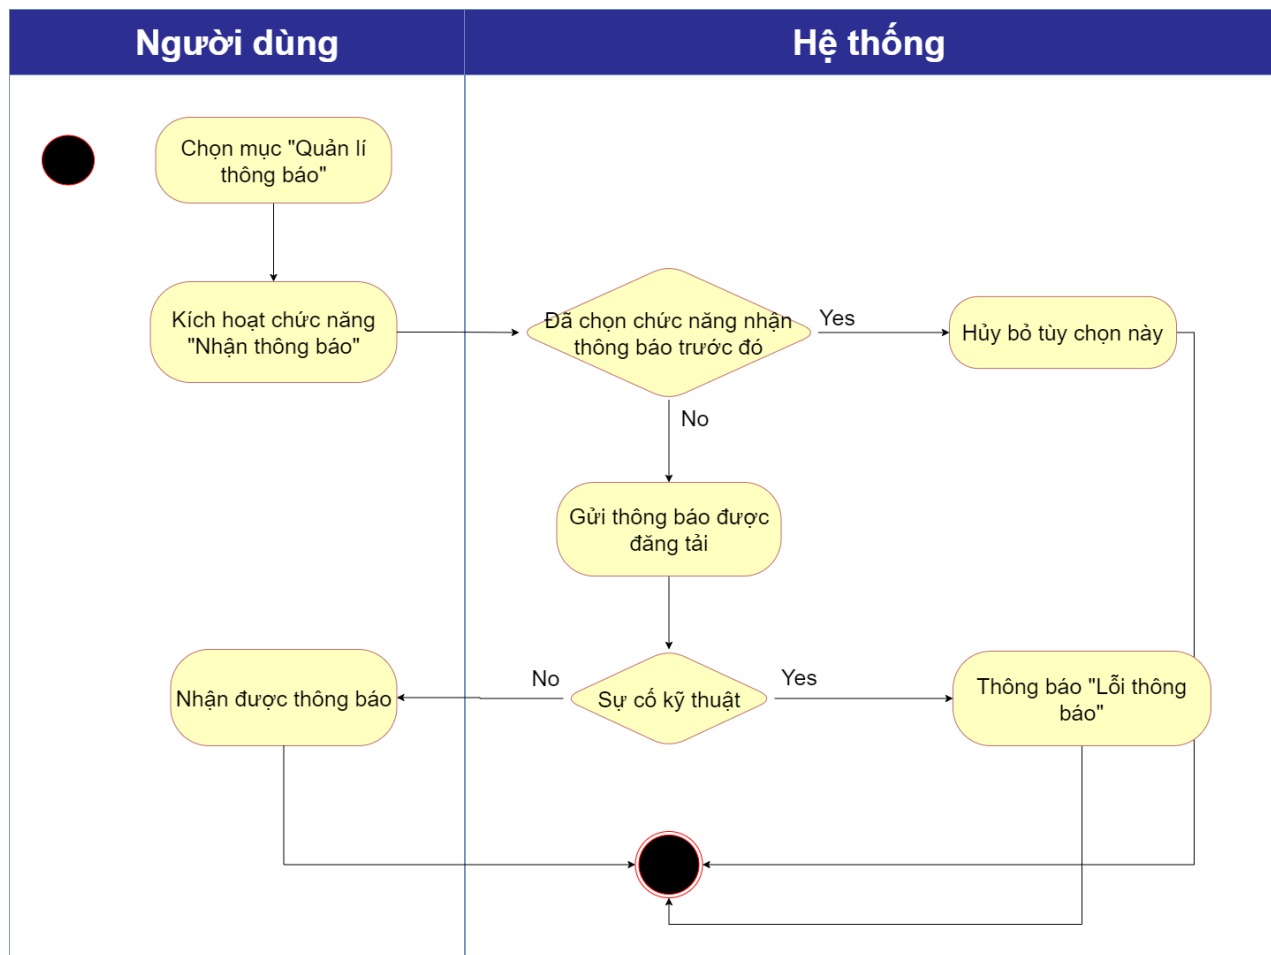 Người dùng
Hệ thống
Chọn mục "Quản lí
thông báo"
Kích hoạt chức năng
"Nhận thông báo"
Đã chọn chức năng nhận
thông báo trước đó
Yes
Hủy bỏ tùy chọn này
No
Gửi thông báo được
đăng tải
Nhận được thông báo
No
Sự cố kỹ thuật
Yes
Thông báo "Lỗi thông
báo"